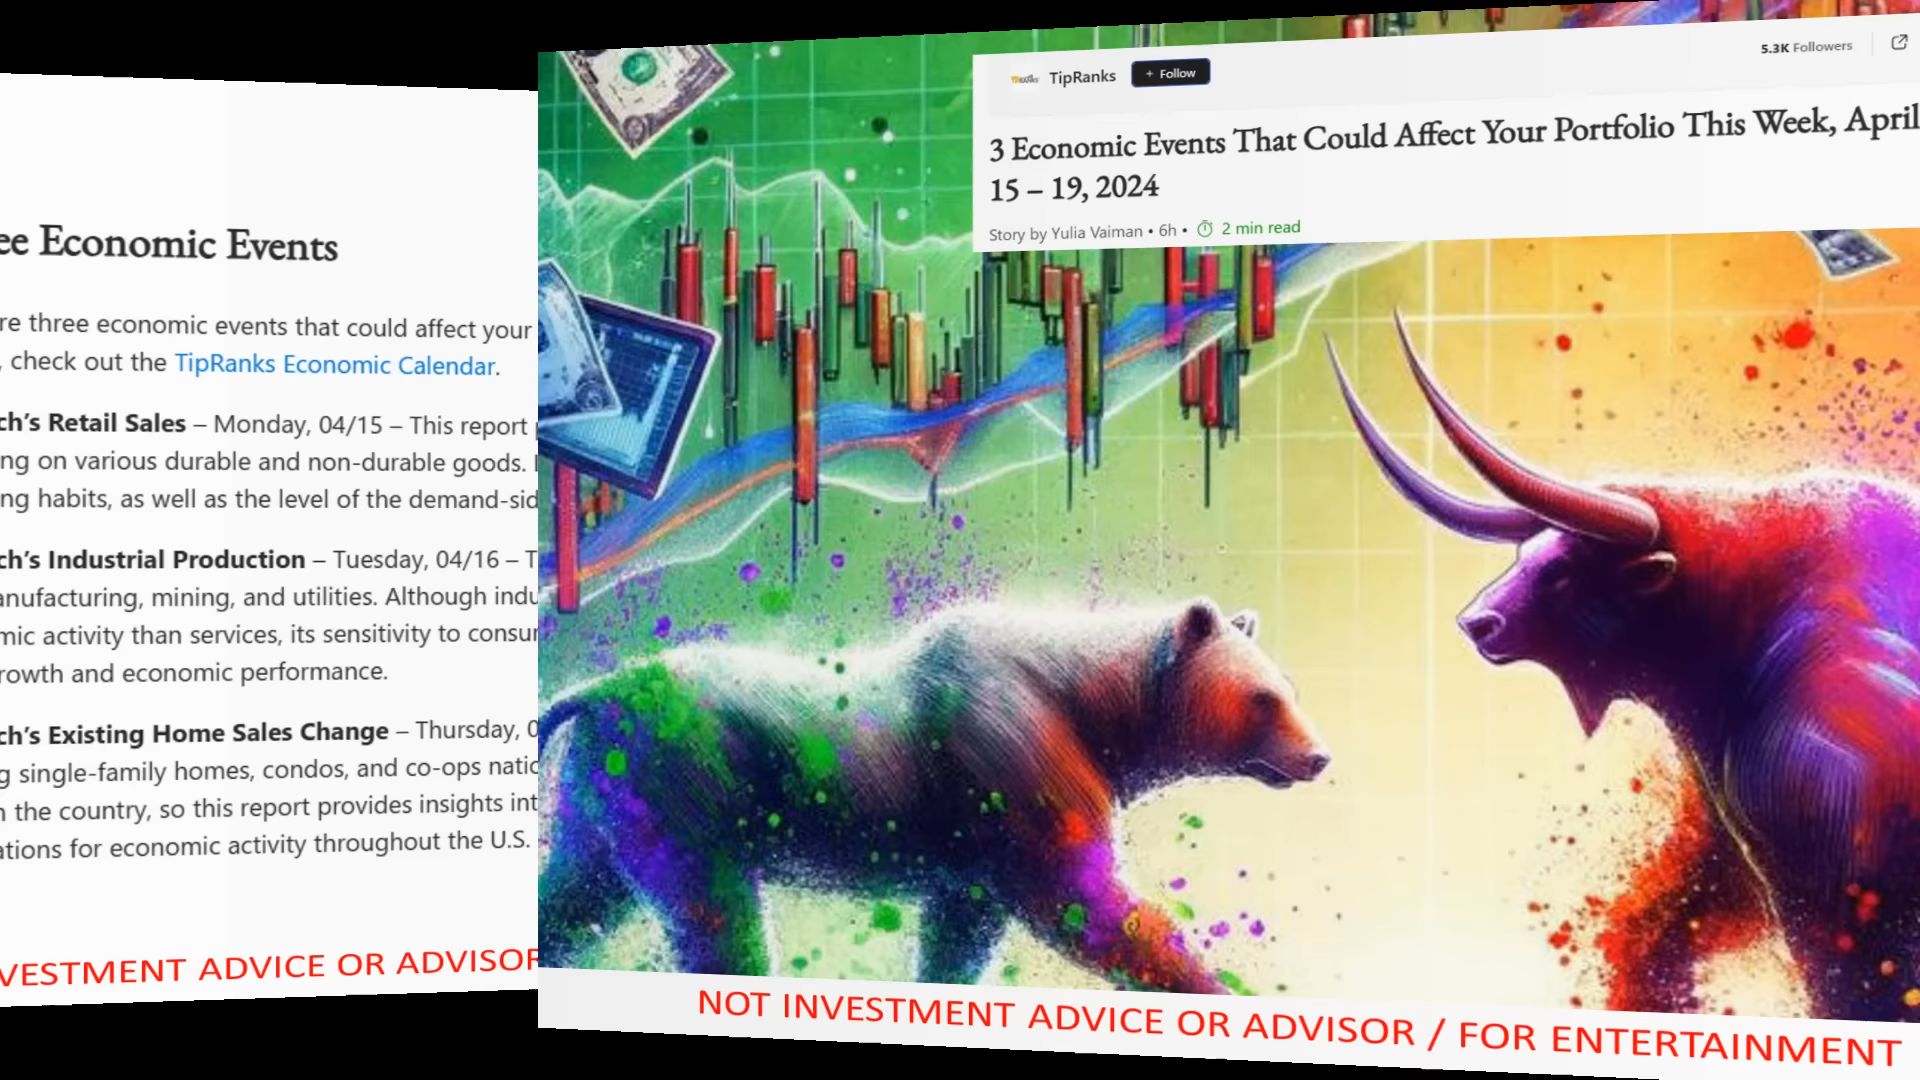 ee Economic Events
re three economic events that could affect your
, check out the TipRanks Economic Calendar.
ch's Retail Sales – Monday, 04/15 – This report
ng on various durable and non-durable goods.
ng habits, as well as the level of the demand-sid
ch's Industrial Production – Tuesday, 04/16 – T
anufacturing, mining, and utilities. Although indu
mic activity than services, its sensitivity to consur
rowth and economic performance.
ch's Existing Home Sales Change – Thursday, 0
g single-family homes, condos, and co-ops natio
n the country, so this report provides insights int
ations for economic activity throughout the U.S.
VESTMENT ADVICE OR ADVISOR
TipRanks + Follow
5.3K Followers
3 Economic Events That Could Affect Your Portfolio This Week, April
15 – 19, 2024
Story by Yulia Vaiman • 6h • 2 min read
NOT INVESTMENT ADVICE OR ADVISOR / FOR ENTERTAINMENT